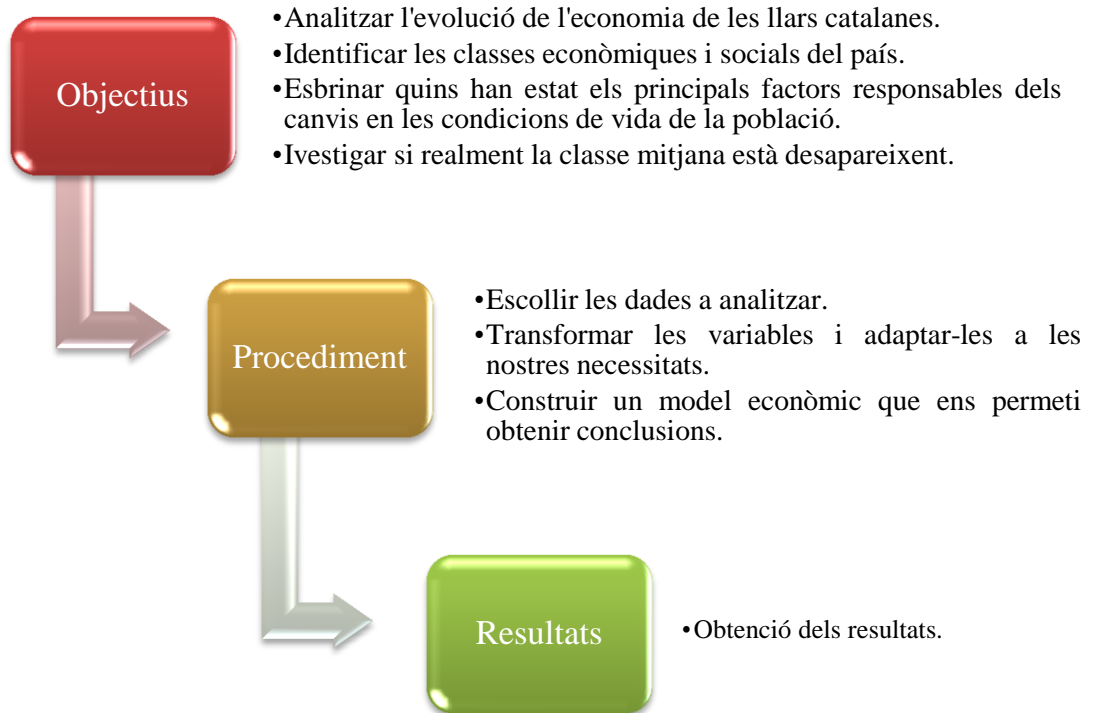 Objectius
•Analitzar l'evolució de l'economia de les llars catalanes.
•Identificar les classes econòmiques i socials del país.
•Esbrinar quins han estat els principals factors responsables dels
canvis en les condicions de vida de la població.
•Ivestigar si realment la classe mitjana està desapareixent.
Procediment
•Escollir les dades a analitzar.
•Transformar les variables i adaptar-les a les
nostres necessitats.
•Construir un model econòmic que ens permeti
obtenir conclusions.
Resultats
•Obtenció dels resultats.